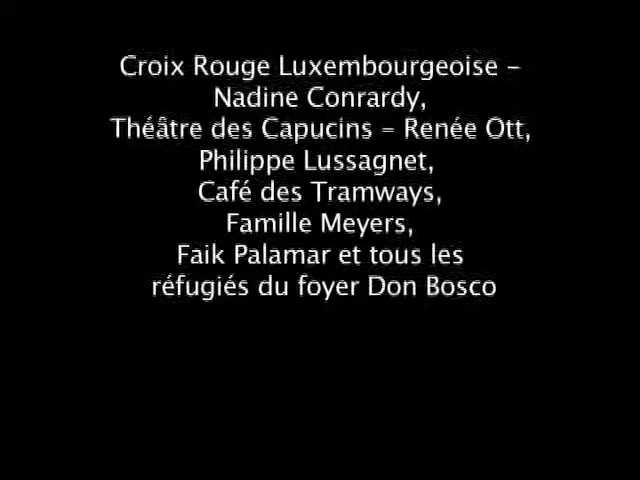 Croix Rouge Luxembourgeoise -
Nadine Conrardy,
Théâtre des Capucins - Renée Ott,
Philippe Lussagnet,
Café des Tramways,
Famille Meyers,
Faik Palamar et tous les
réfugiés du foyer Don Bosco